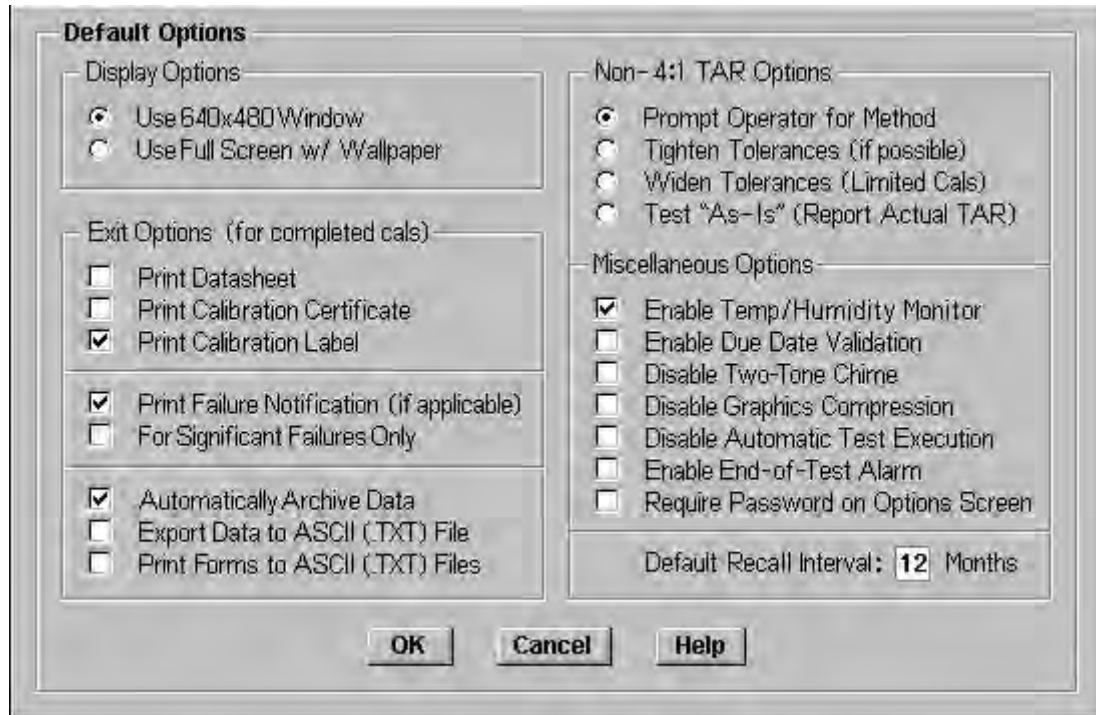 Default Options
Display Options
Use 640x480 Window
Use Full Screen w/ Wallpaper
Exit Options (for completed cals)
Print Datasheet
Print Calibration Certificate
Print Calibration Label
Print Failure Notification (if applicable)
For Significant Failures Only
Automatically Archive Data
Export Data to ASCII (.TXT) File
Print Forms to ASCII (.TXT) Files
Non-4:1 TAR Options
Prompt Operator for Method
Tighten Tolerances (if possible)
Widen Tolerances (Limited Cals)
Test "As-Is" (Report Actual TAR)
Miscellaneous Options
Enable Temp/Humidity Monitor
Enable Due Date Validation
Disable Two-Tone Chime
Disable Graphics Compression
Disable Automatic Test Execution
Enable End-of-Test Alarm
Require Password on Options Screen
Default Recall Interval: 12 Months
OK Cancel Help